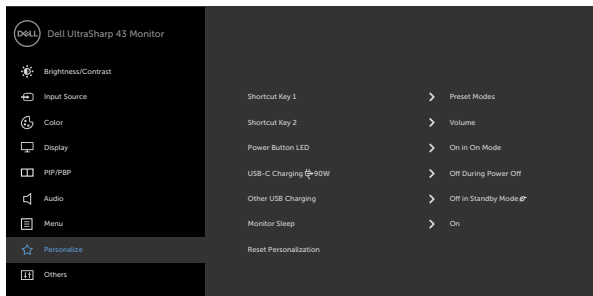 DELL Dell UltraSharp 43 Monitor
Brightness/Contrast
Input Source Shortcut Key 1 Preset Modes
Color Shortcut Key 2 Volume
Display Power Button LED On in On Mode
PIP/PBP USB-C Charging 90W Off During Power Off
Audio Other USB Charging Off in Standby Mode
Menu Monitor Sleep On
Personalize Reset Personalization
Others